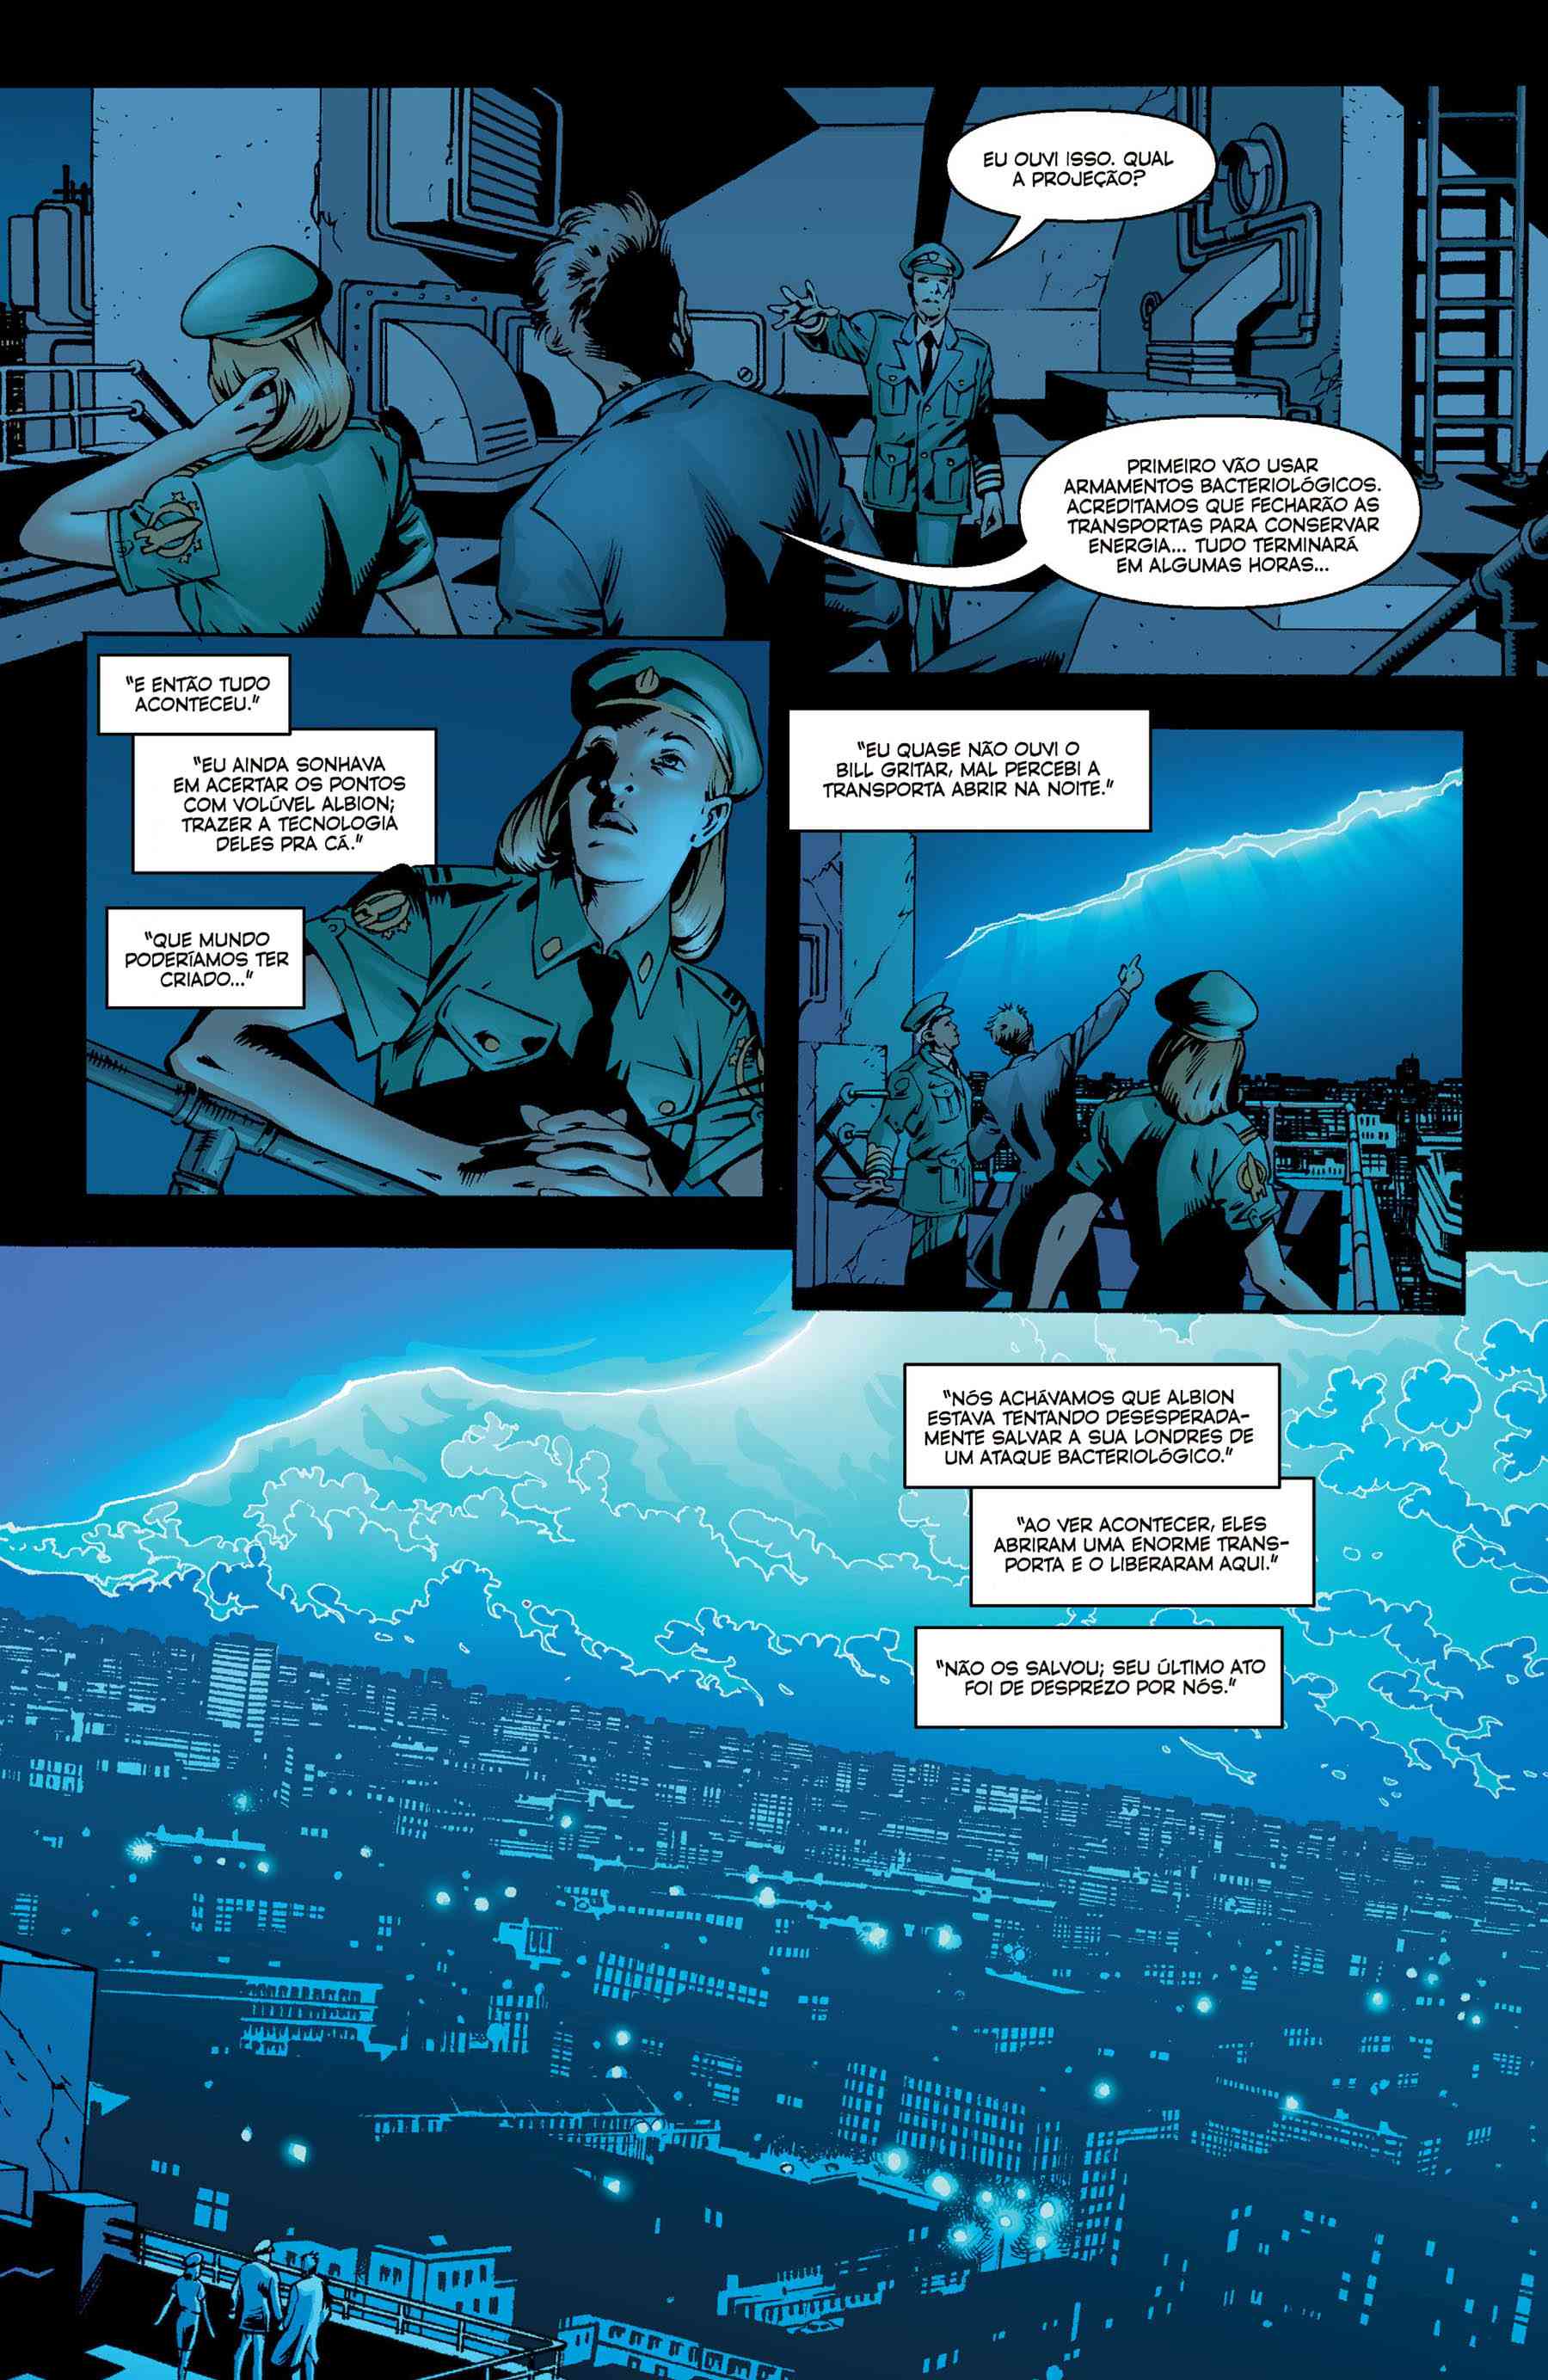 EU OUVI ISSO. QUAL
A PROJEÇÃO?
PRIMEIRO VÃO USAR
ARMAMENTOS BACTERIOLÓGICOS.
ACREDITAMOS QUE FECHARÃO AS
TRANSPORTAS PARA CONSERVAR
ENERGIA... TUDO TERMINARÁ
EM ALGUMAS HORAS...
"E ENTÃO TUDO
ACONTECEU."
"EU AINDA SONHAVA
EM ACERTAR OS PONTOS
COM VOLÚVEL ALBION;
TRAZER A TECNOLOGIA
DELES PRA CÁ."
"QUE MUNDO
PODERÍAMOS TER
CRIADO..."
"EU QUASE NÃO OUVI O
BILL GRITAR, MAL PERCEBI A
TRANSPORTA ABRIR NA NOITE."
"NÓS ACHÁVAMOS QUE ALBION
ESTAVA TENTANDO DESESPERADA-
MENTE SALVAR A SUA LONDRES DE
UM ATAQUE BACTERIOLÓGICO."
"AO VER ACONTECER, ELES
ABRIRAM UMA ENORME TRANS-
PORTA E O LIBERARAM AQUI."
"NÃO OS SALVOU; SEU ÚLTIMO ATO
FOI DE DESPREZO POR NÓS."